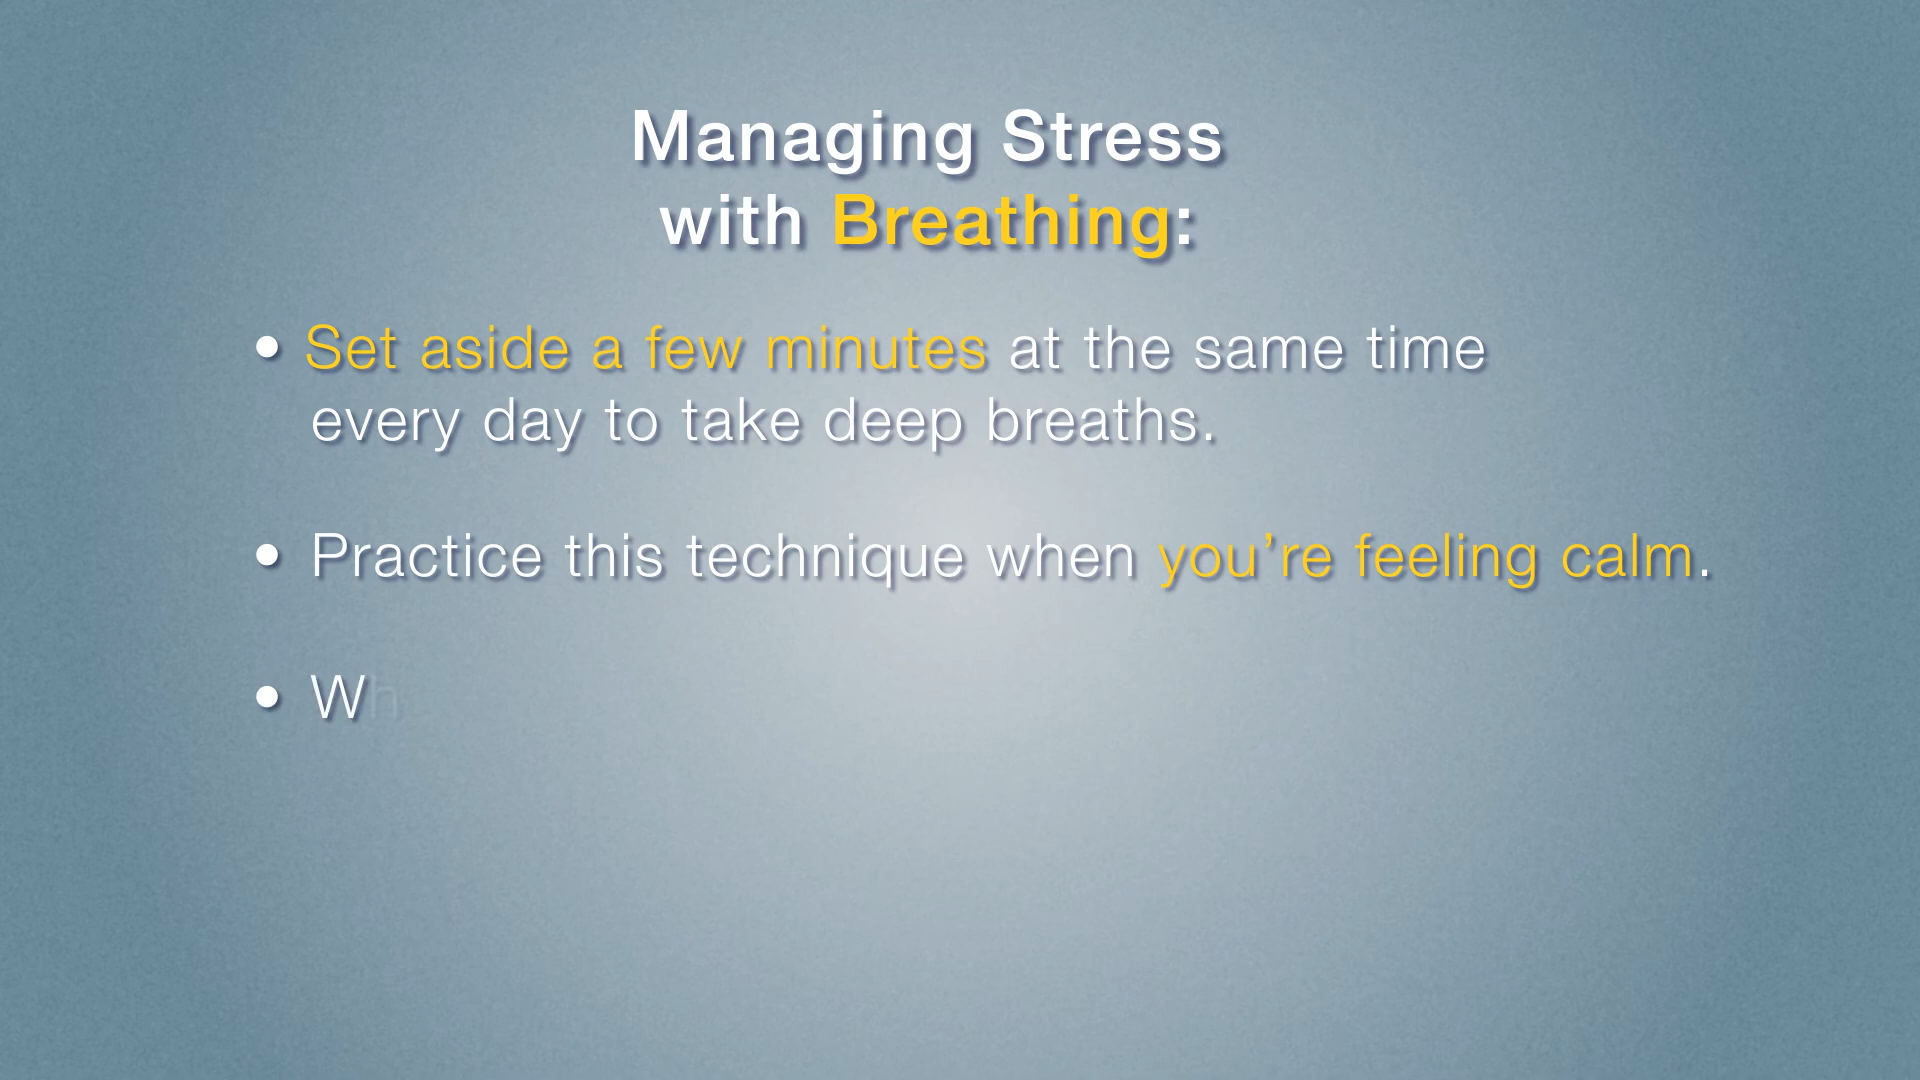 Managing Stress
with Breathing:
• Set aside a few minutes at the same time
every day to take deep breaths.
• Practice this technique when you’re feeling calm.
• Wh